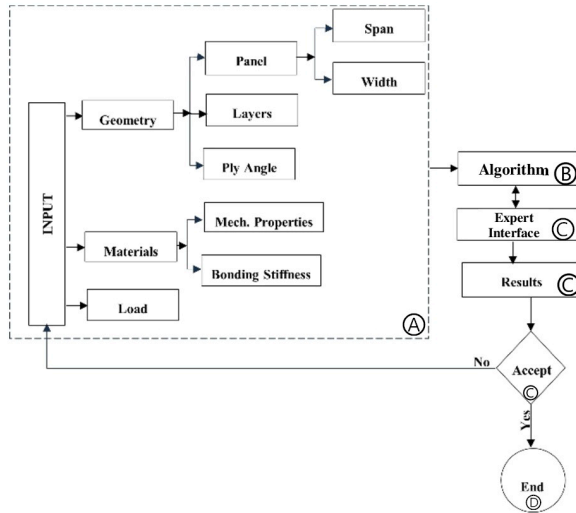 Span
Panel
Width
Geometry
Layers
Ply Angle
INPUT
Mech. Properties
Materials
Bonding Stiffness
Load
Ⓐ
Algorithm Ⓑ
Expert
Interface Ⓒ
Results Ⓒ
No
Accept
Ⓒ
Yes
End
Ⓓ